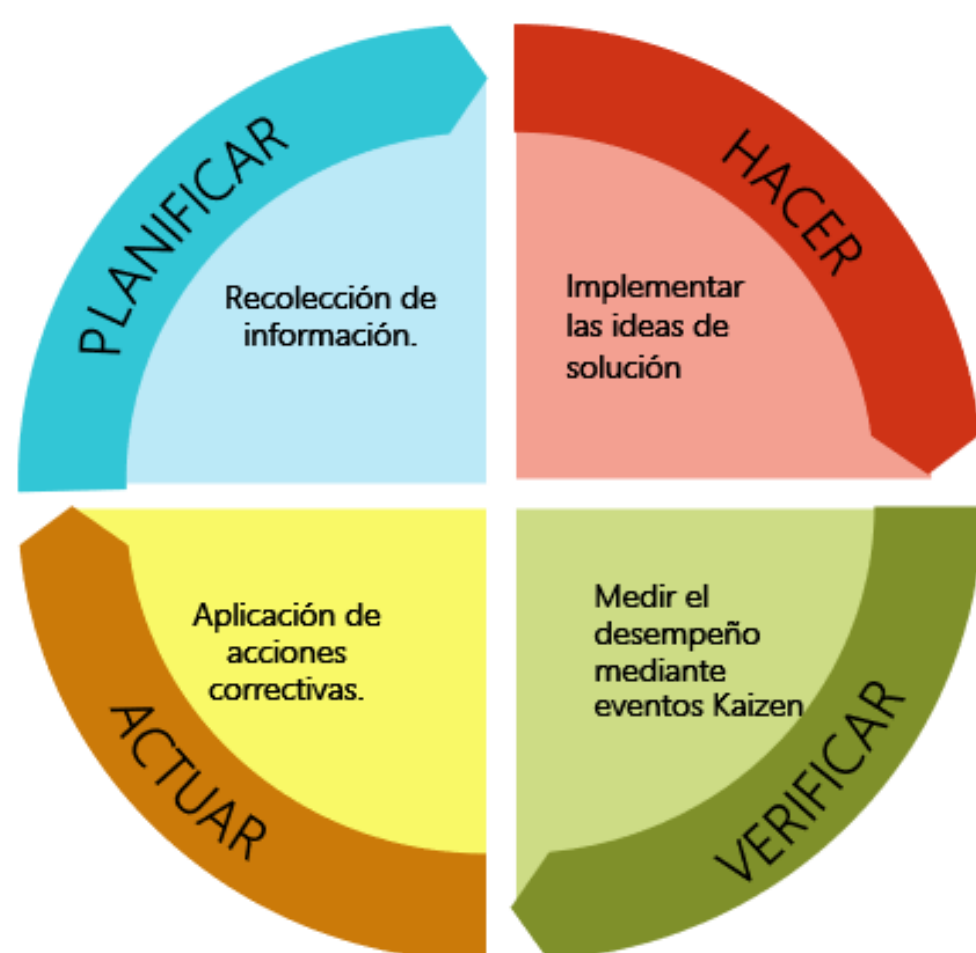 PLANIFICAR
Recolección de
información.
HACER
Implementar
las ideas de
solución
VERIFICAR
Medir el
desempeño
mediante
eventos Kaizen
ACTUAR
Aplicación de
acciones
correctivas.